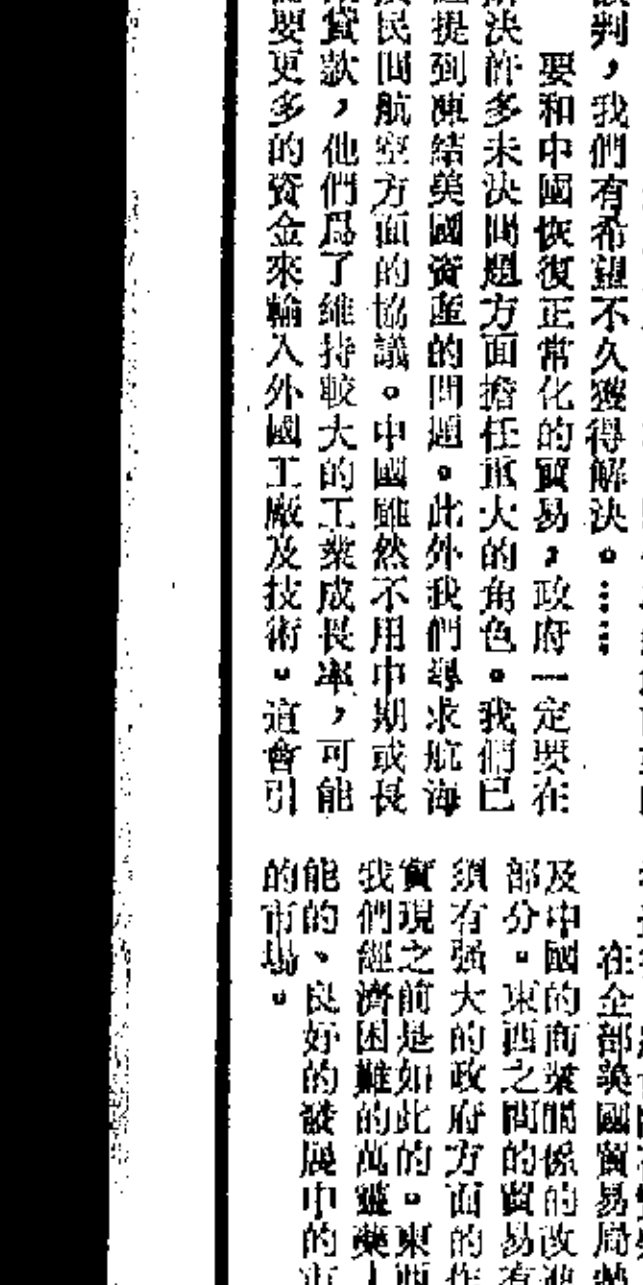 談判，我們有希望不久獲得解決。……
要和中國恢復正常化的貿易，政府一定要在
決許多未決問題方面擔任重大的角色。我們已
提到凍結美國資產的問題。此外我們尋求航海
民間航空方面的協議。中國雖然不用中期或長
貸款，他們爲了維持較大的工業成長率，可能
要更多的資金來輸入外國工廠及技術。這會引
在全部美國貿易局勢
及中國的商業關係的改
部分。東西之間的貿易有
須有强大的政府方面的作
實現之前是如此的。東西
我們經濟困難的萬靈藥
能的、良好的發展中的市
的市場。